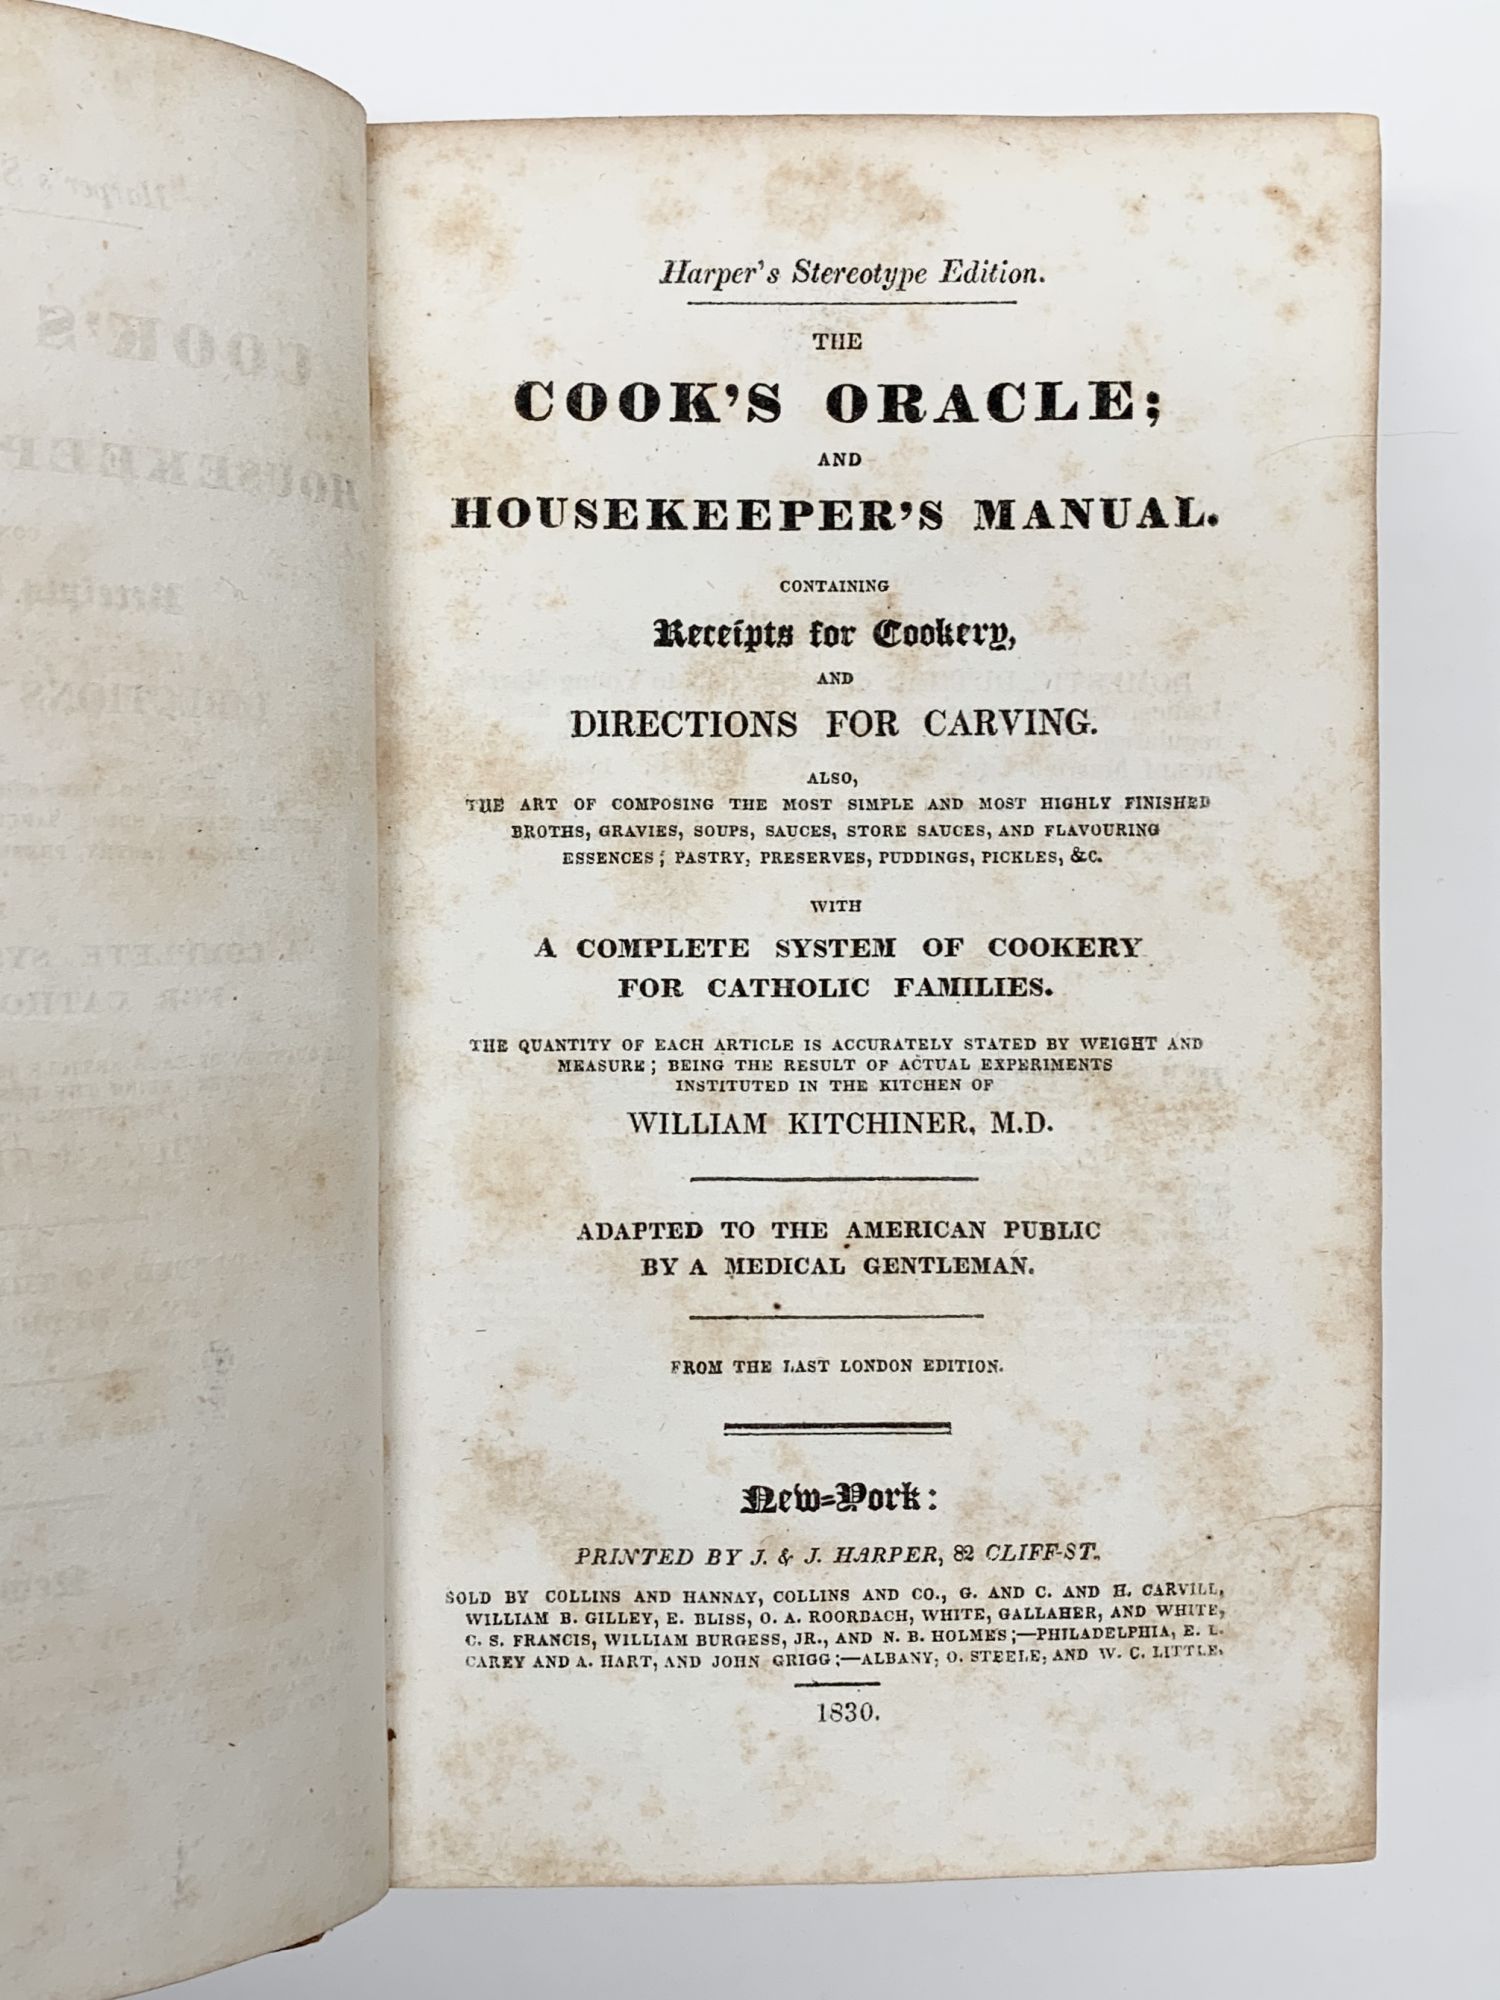 Harper's Stereotype Edition.
THE
COOK'S ORACLE;
AND
HOUSEKEEPER'S MANUAL.
CONTAINING
Receipts for Cookery,
AND
DIRECTIONS FOR CARVING.
ALSO,
THE ART OF COMPOSING THE MOST SIMPLE AND MOST HIGHLY FINISHED
BROTHS, GRAVIES, SOUPS, SAUCES, STORE SAUCES, AND FLAVOURING
ESSENCES; PASTRY, PRESERVES, PUDDINGS, PICKLES, &C.
WITH
A COMPLETE SYSTEM OF COOKERY
FOR CATHOLIC FAMILIES.
THE QUANTITY OF EACH ARTICLE IS ACCURATELY STATED BY WEIGHT AND
MEASURE; BEING THE RESULT OF ACTUAL EXPERIMENTS
INSTITUTED IN THE KITCHEN OF
WILLIAM KITCHINER, M.D.
ADAPTED TO THE AMERICAN PUBLIC
BY A MEDICAL GENTLEMAN.
FROM THE LAST LONDON EDITION.
New-York:
PRINTED BY J. & J. HARPER, 82 CLIFF-ST.
SOLD BY COLLINS AND HANNAY, COLLINS AND CO., G. AND C. AND H. CARVILL,
WILLIAM B. GILLEY, E. BLISS, O. A. ROORBACH, WHITE, GALLAHER, AND WHITE,
C. S. FRANCIS, WILLIAM BURGESS, JR., AND N. B. HOLMES;—PHILADELPHIA, E. L.
CAREY AND A. HART, AND JOHN GRIGG;—ALBANY, O. STEELE, AND W. C. LITTLE.
1830.